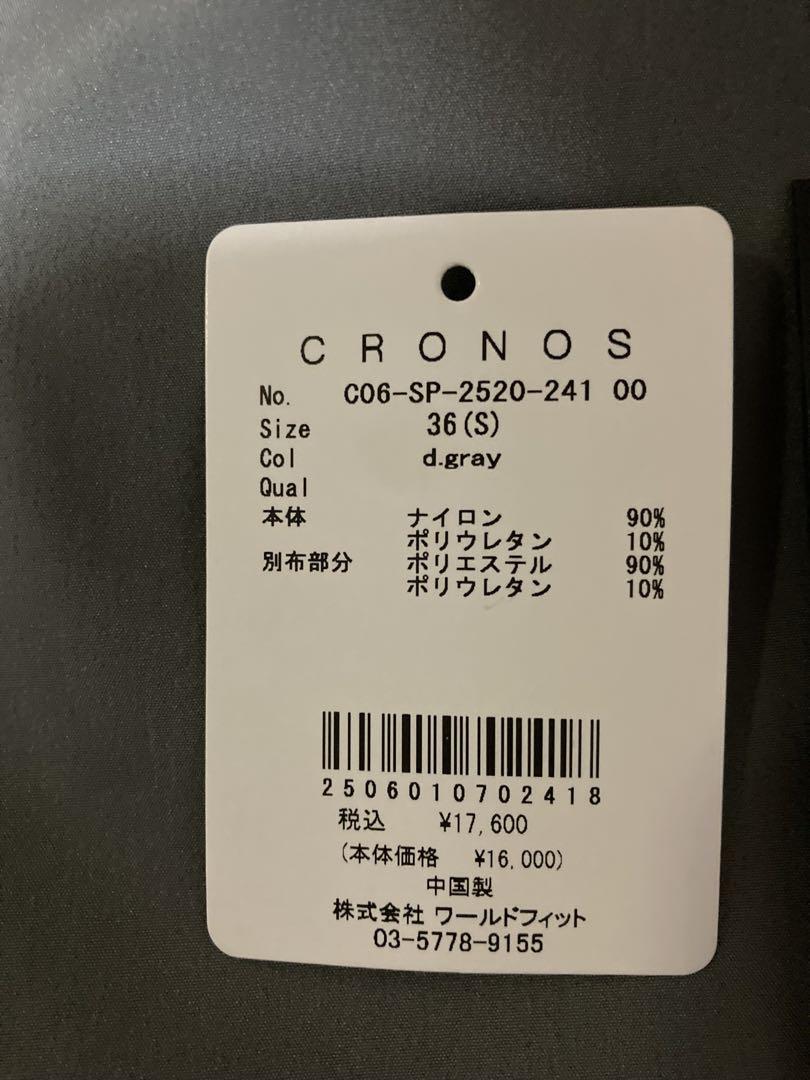 CRONOS
No. C06-SP-2520-241 00
Size 36(S)
Col d.gray
Qual
本体 ナイロン 90%
ポリウレタン 10%
別布部分 ポリエステル 90%
ポリウレタン 10%
2506010702418
税込 ¥17,600
(本体価格 ¥16,000)
中国製
株式会社 ワールドフィット
03-5778-9155